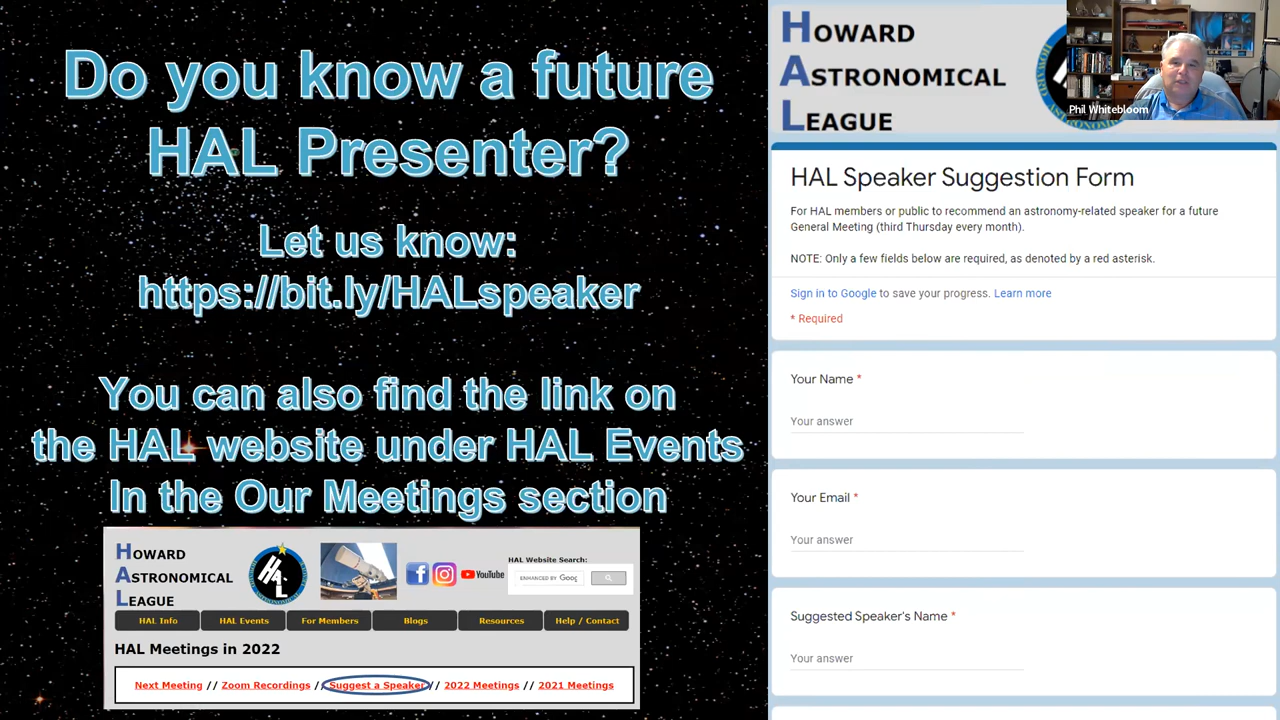 Do you know a future
HAL Presenter?
Let us know:
https://bit.ly/HALspeaker
You can also find the link on
the HAL website under HAL Events
In the Our Meetings section
HOWARD
ASTRONOMICAL
LEAGUE
HAL
YouTube
HAL Website Search:
ENHANCED BY Goog
HAL Info
HAL Events
For Members
Blogs
Resources
Help / Contact
HAL Meetings in 2022
Next Meeting // Zoom Recordings // Suggest a Speaker // 2022 Meetings // 2021 Meetings
HOWARD
ASTRONOMICAL
LEAGUE
Phil Whitebloom
HAL Speaker Suggestion Form
For HAL members or public to recommend an astronomy-related speaker for a future
General Meeting (third Thursday every month).
NOTE: Only a few fields below are required, as denoted by a red asterisk.
Sign in to Google to save your progress. Learn more
* Required
Your Name *
Your answer
Your Email *
Your answer
Suggested Speaker's Name *
Your answer